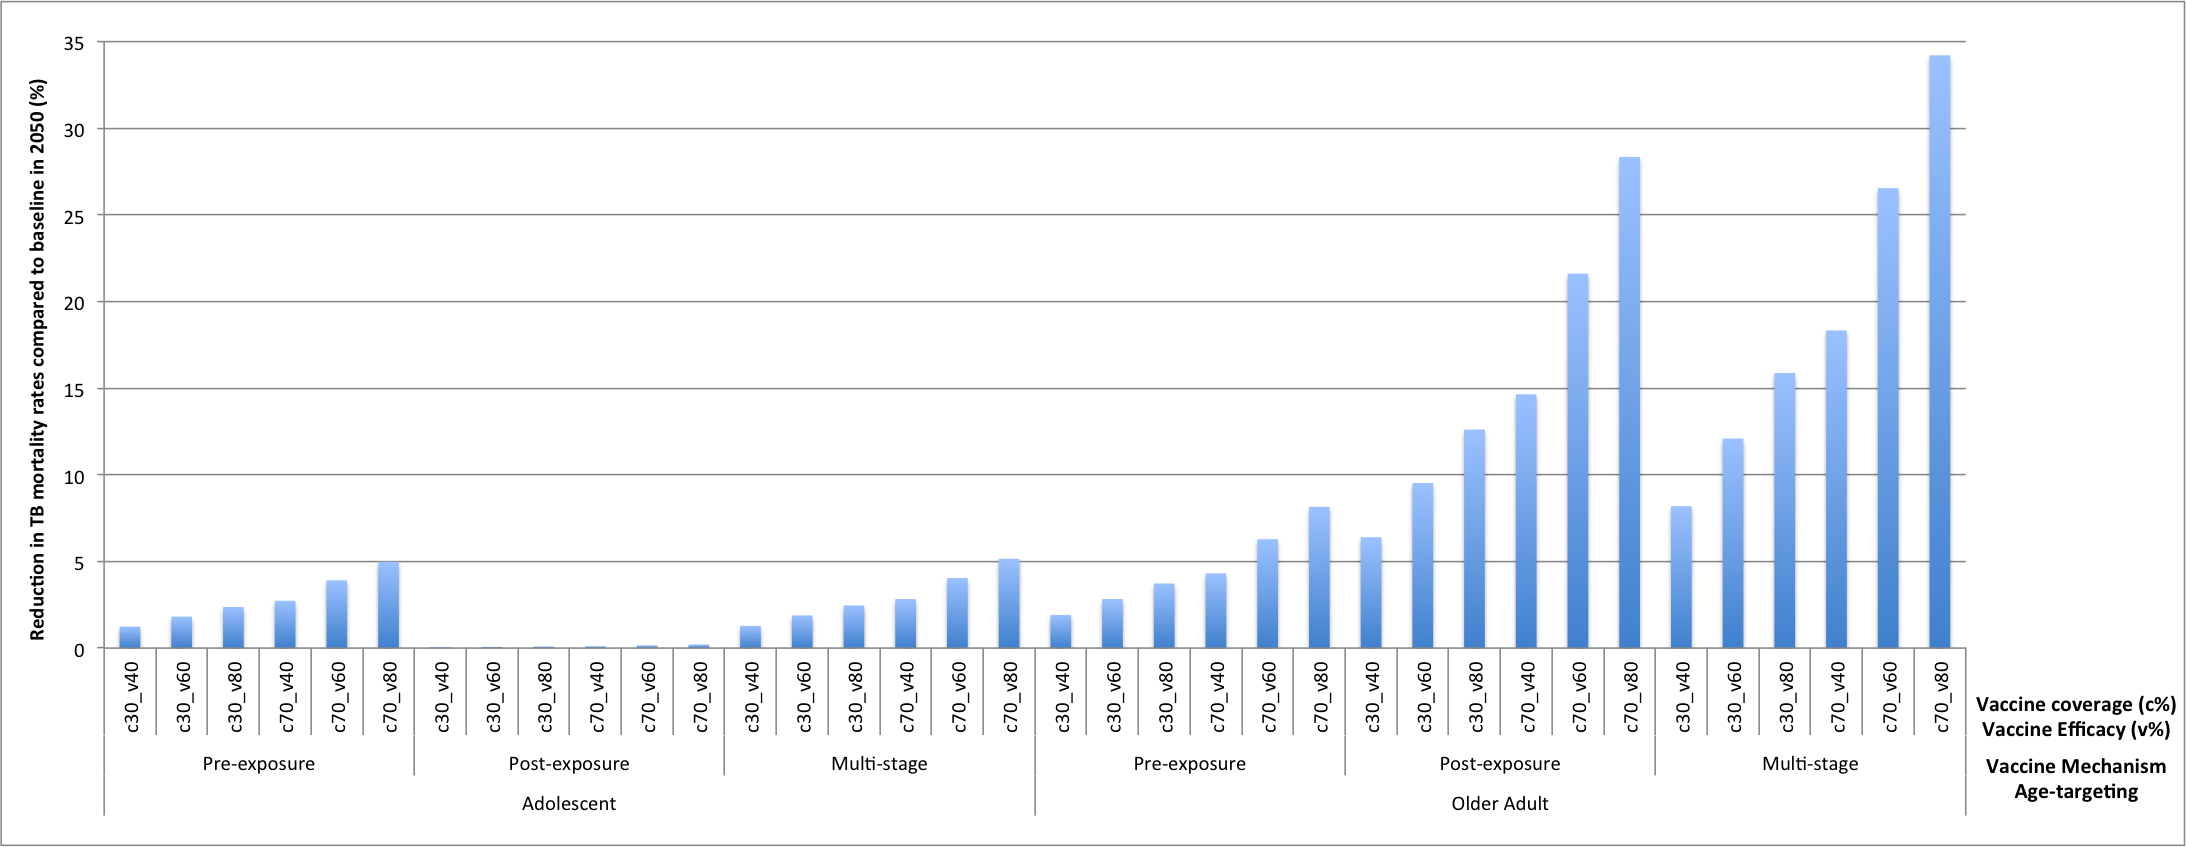 Reduction in TB mortality rates compared to baseline in 2050 (%)
35
30
25
20
15
10
5
0
c30_v40 c30_v60 c30_v80 c70_v40 c70_v60 c70_v80 c30_v40 c30_v60 c30_v80 c70_v40 c70_v60 c70_v80 c30_v40 c30_v60 c30_v80 c70_v40 c70_v60 c70_v80 c30_v40 c30_v60 c30_v80 c70_v40 c70_v60 c70_v80 c30_v40 c30_v60 c30_v80 c70_v40 c70_v60 c70_v80 c30_v40 c30_v60 c30_v80 c70_v40 c70_v60 c70_v80
Vaccine coverage (c%)
Vaccine Efficacy (v%)
Pre-exposure Post-exposure Multi-stage Pre-exposure Post-exposure Multi-stage
Vaccine Mechanism
Age-targeting
Adolescent Older Adult